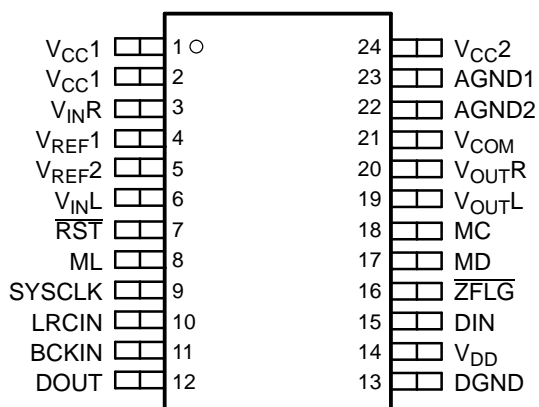 VCC1 1 24 VCC2
VCC1 2 23 AGND1
VINR 3 22 AGND2
VREF1 4 21 VCOM
VREF2 5 20 VOUTR
VINL 6 19 VOUTL
RST 7 18 MC
ML 8 17 MD
SYSCLK 9 16 ZFLG
LRCIN 10 15 DIN
BCKIN 11 14 VDD
DOUT 12 13 DGND